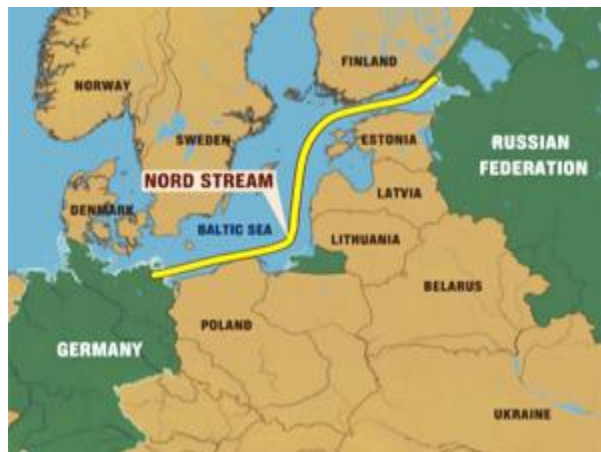 FINLAND
NORWAY
SWEDEN
ESTONIA
RUSSIAN
FEDERATION
NORD STREAM
LATVIA
DENMARK
BALTIC SEA
LITHUANIA
BELARUS
POLAND
GERMANY
UKRAINE